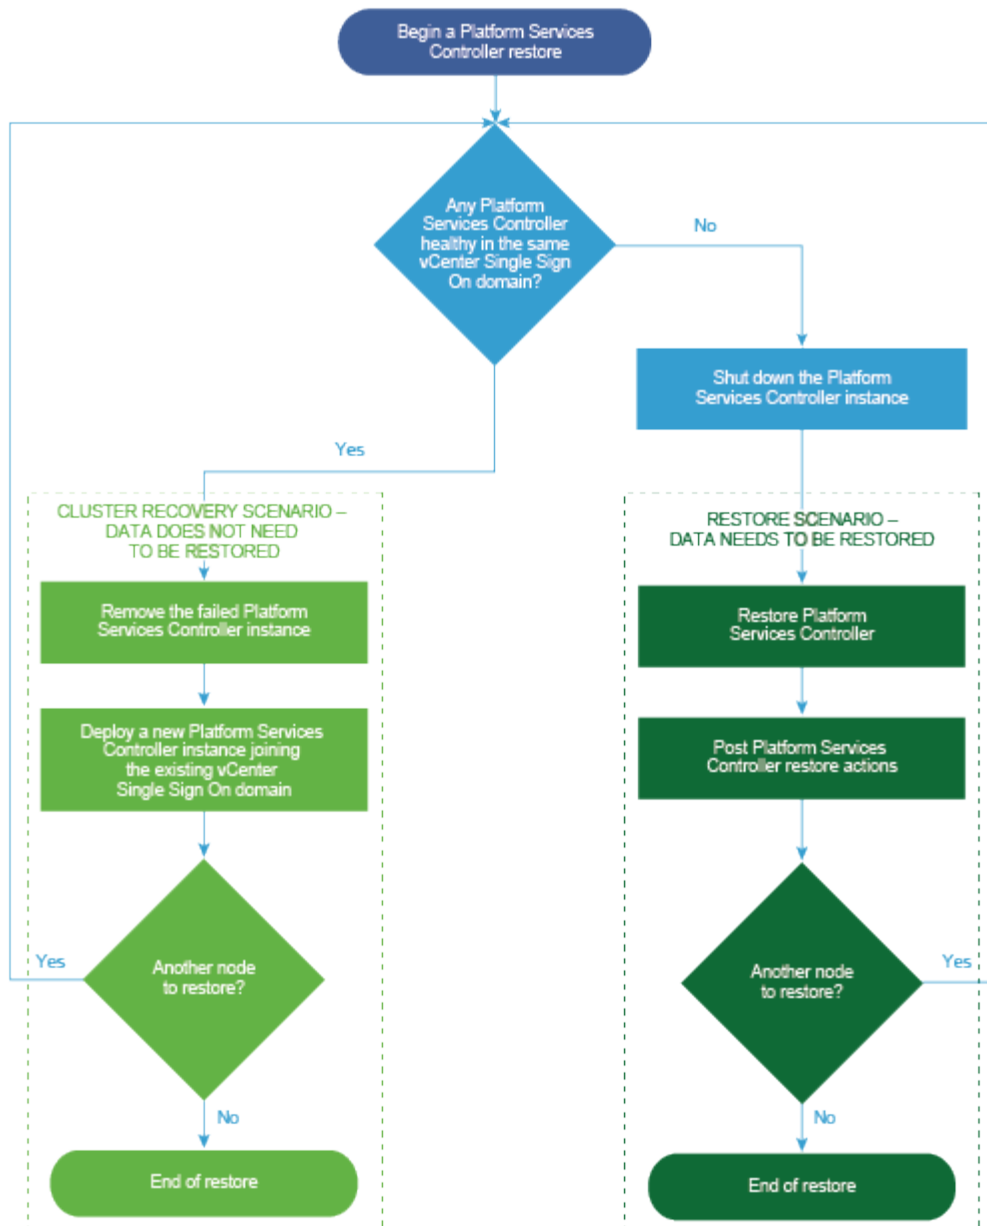 Begin a Platform Services
Controller restore
Any Platform
Services Controller
healthy in the same
vCenter Single Sign
On domain?
No
Shut down the Platform
Services Controller instance
Yes
CLUSTER RECOVERY SCENARIO –
DATA DOES NOT NEED
TO BE RESTORED
Remove the failed Platform
Services Controller instance
Deploy a new Platform Services
Controller instance joining
the existing vCenter
Single Sign On domain
Another node
to restore?
Yes
No
End of restore
RESTORE SCENARIO –
DATA NEEDS TO BE RESTORED
Restore Platform
Services Controller
Post Platform Services
Controller restore actions
Another node
to restore?
Yes
No
End of restore